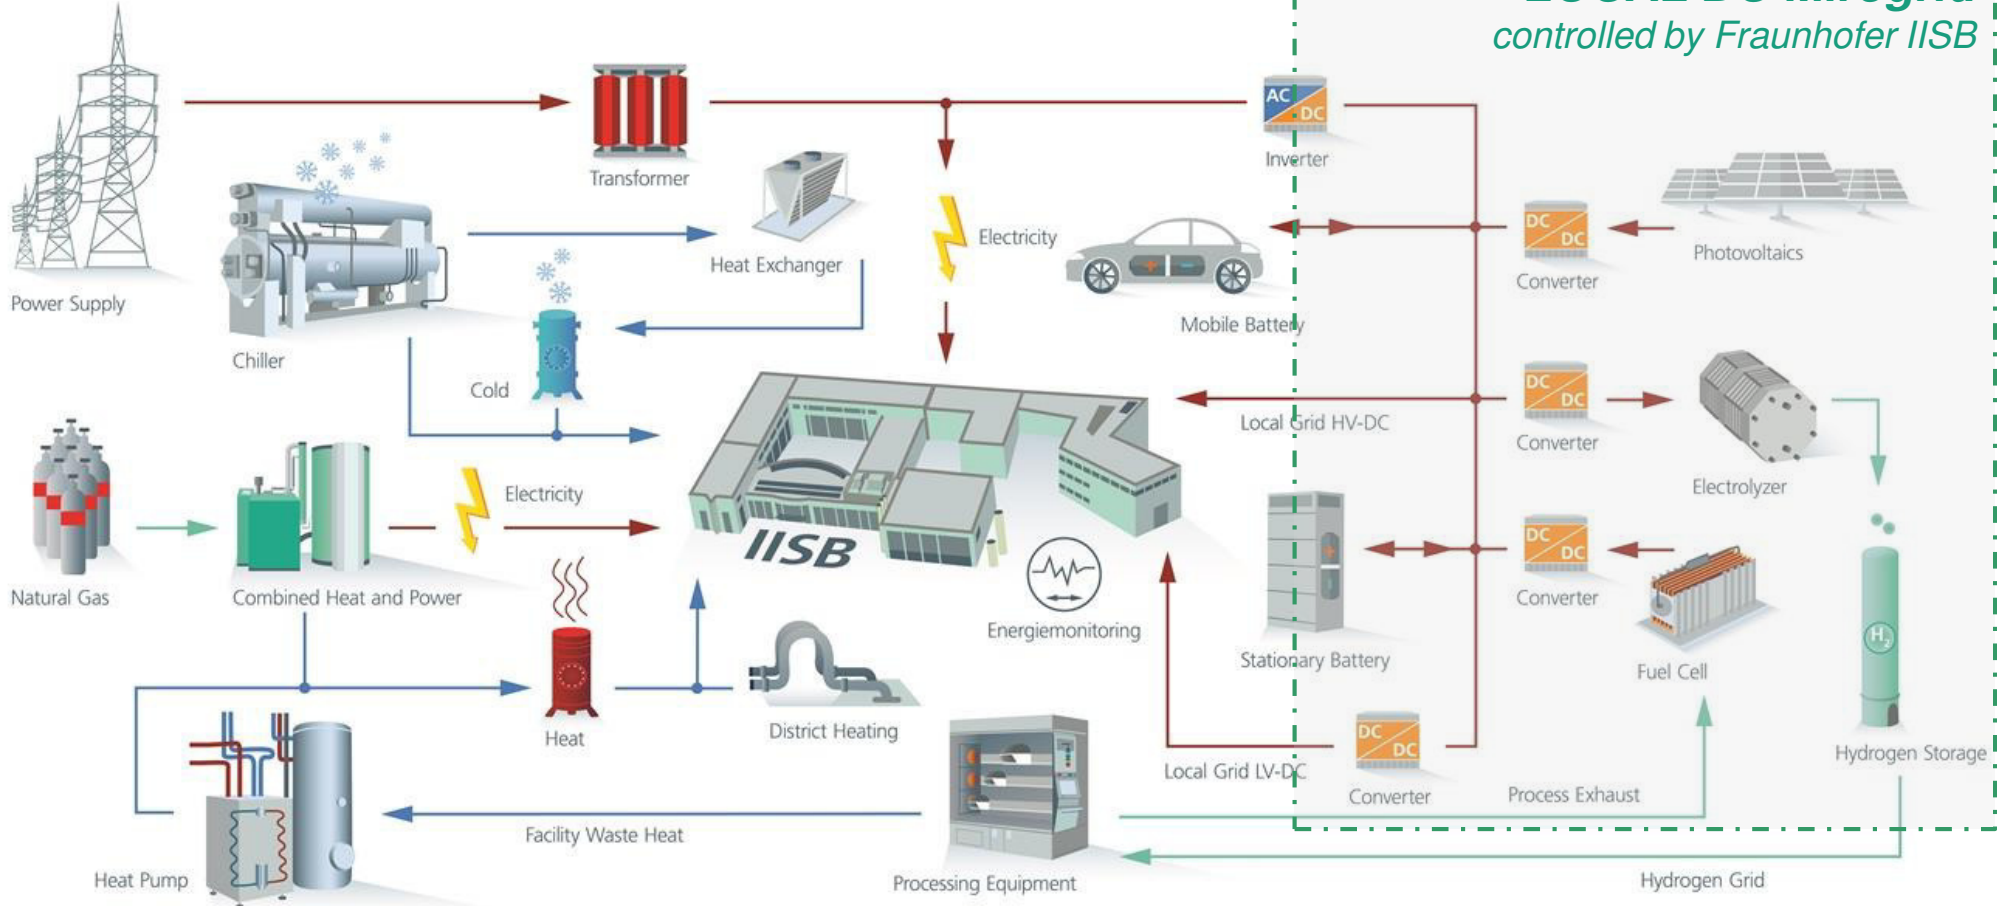 controlled by Fraunhofer IISB
AC
DC
Inverter
Transformer
Electricity
Heat Exchanger
Power Supply
Chiller
Cold
Mobile Battery
DC
DC
Converter
Photovoltaics
Local Grid HV-DC
DC
DC
Converter
Electrolyzer
Natural Gas
Combined Heat and Power
Electricity
IISB
Energiemonitoring
Stationary Battery
DC
DC
Converter
Fuel Cell
H2
Hydrogen Storage
Heat
District Heating
Local Grid LV-DC
DC
DC
Converter
Process Exhaust
Facility Waste Heat
Heat Pump
Processing Equipment
Hydrogen Grid